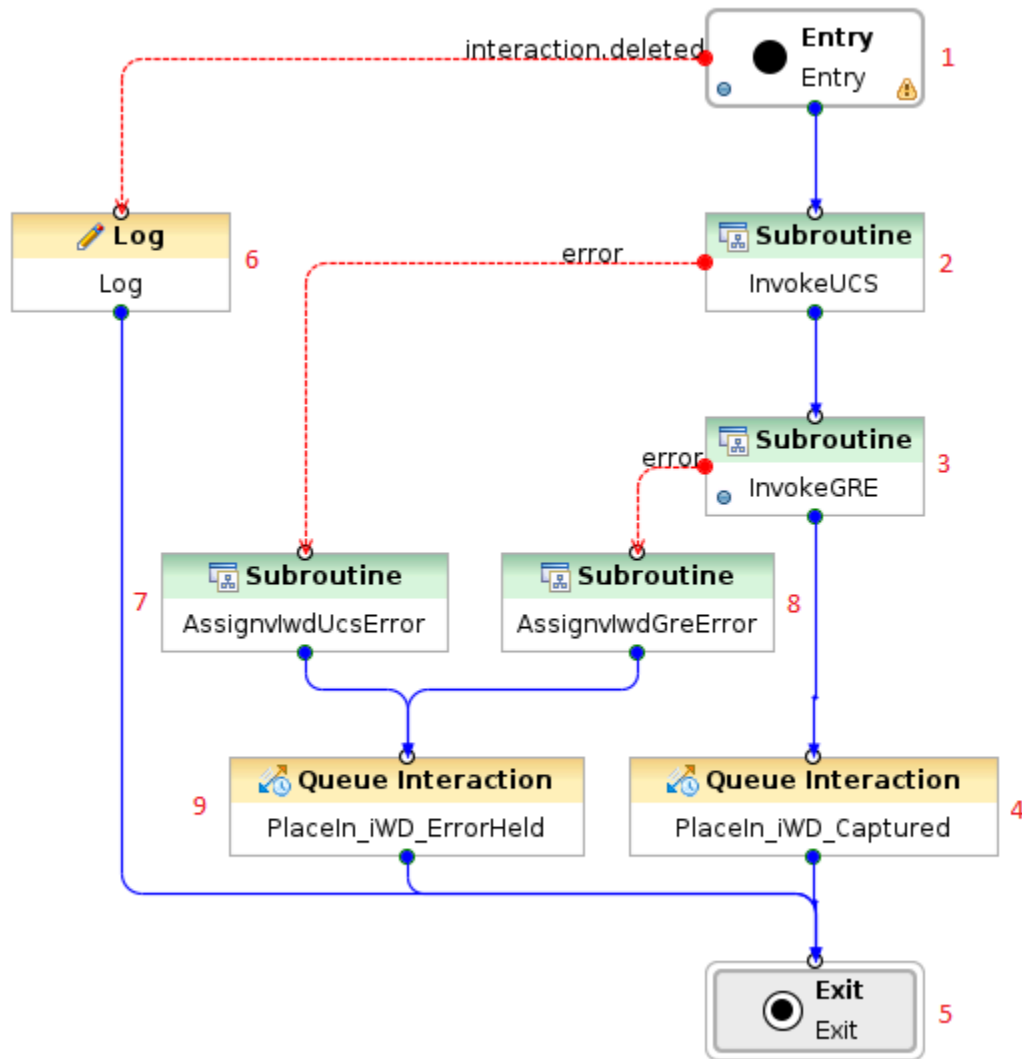 Entry
Entry
1
interaction.deleted
Log
Log
6
error
Subroutine
InvokeUCS
2
error
Subroutine
InvokeGRE
3
7
Subroutine
AssignvIwdUcsError
Subroutine
AssignvIwdGreError
8
9
Queue Interaction
PlaceIn_iWD_ErrorHeld
Queue Interaction
PlaceIn_iWD_Captured
4
Exit
Exit
5